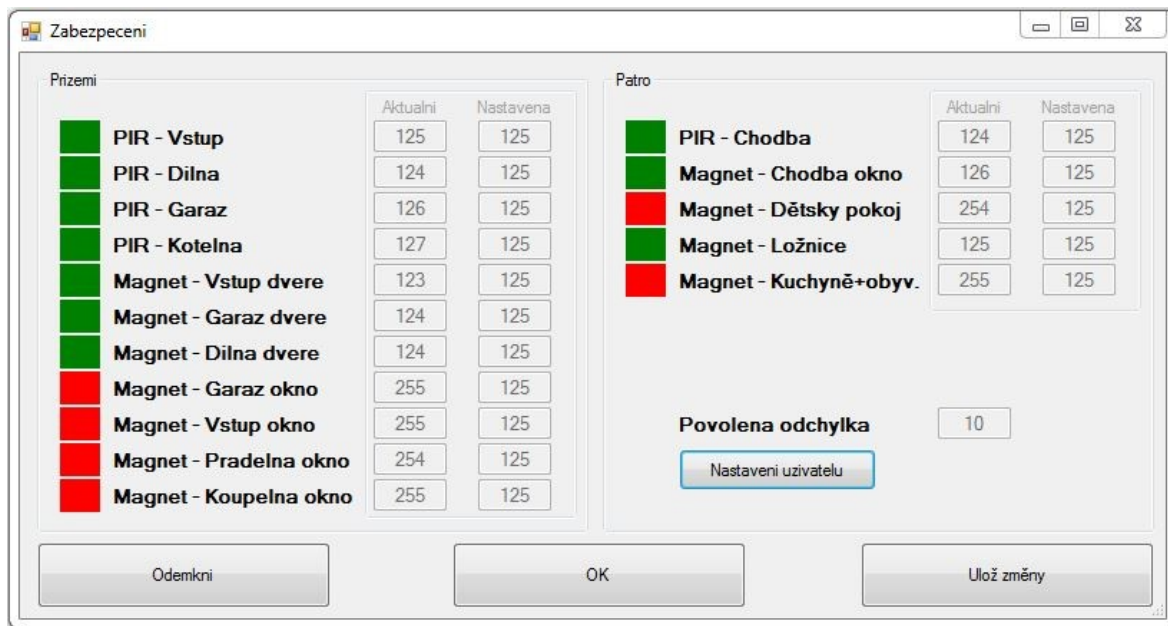 Zabezpeceni
Prizemi
Aktualni Nastavena
PIR - Vstup 125 125
PIR - Dilna 124 125
PIR - Garaz 126 125
PIR - Kotelna 127 125
Magnet - Vstup dvere 123 125
Magnet - Garaz dvere 124 125
Magnet - Dilna dvere 124 125
Magnet - Garaz okno 255 125
Magnet - Vstup okno 255 125
Magnet - Pradelna okno 254 125
Magnet - Koupelna okno 255 125
Patro
Aktualni Nastavena
PIR - Chodba 124 125
Magnet - Chodba okno 126 125
Magnet - Dětsky pokoj 254 125
Magnet - Ložnice 125 125
Magnet - Kuchyně+obyv. 255 125
Povolena odchylka 10
Nastaveni uzivatelu
Odemkni
OK
Ulož změny